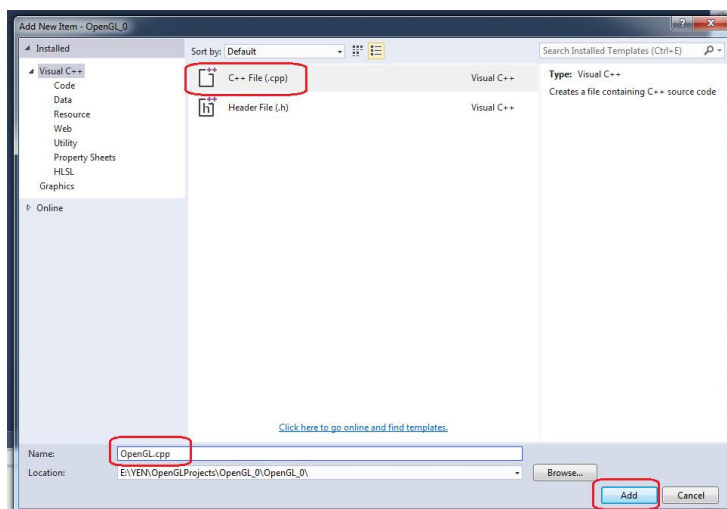 Add New Item - OpenGL_0
Installed
Sort by: Default
Search Installed Templates (Ctrl+E)
Visual C++
Code
Data
Resource
Web
Utility
Property Sheets
HLSL
Graphics
Online
C++ File (.cpp) Visual C++
Header File (.h) Visual C++
Type: Visual C++
Creates a file containing C++ source code
Click here to go online and find templates.
Name: OpenGL.cpp
Location: E:\YEN\OpenGLProjects\OpenGL_0\OpenGL_0\
Browse...
Add Cancel